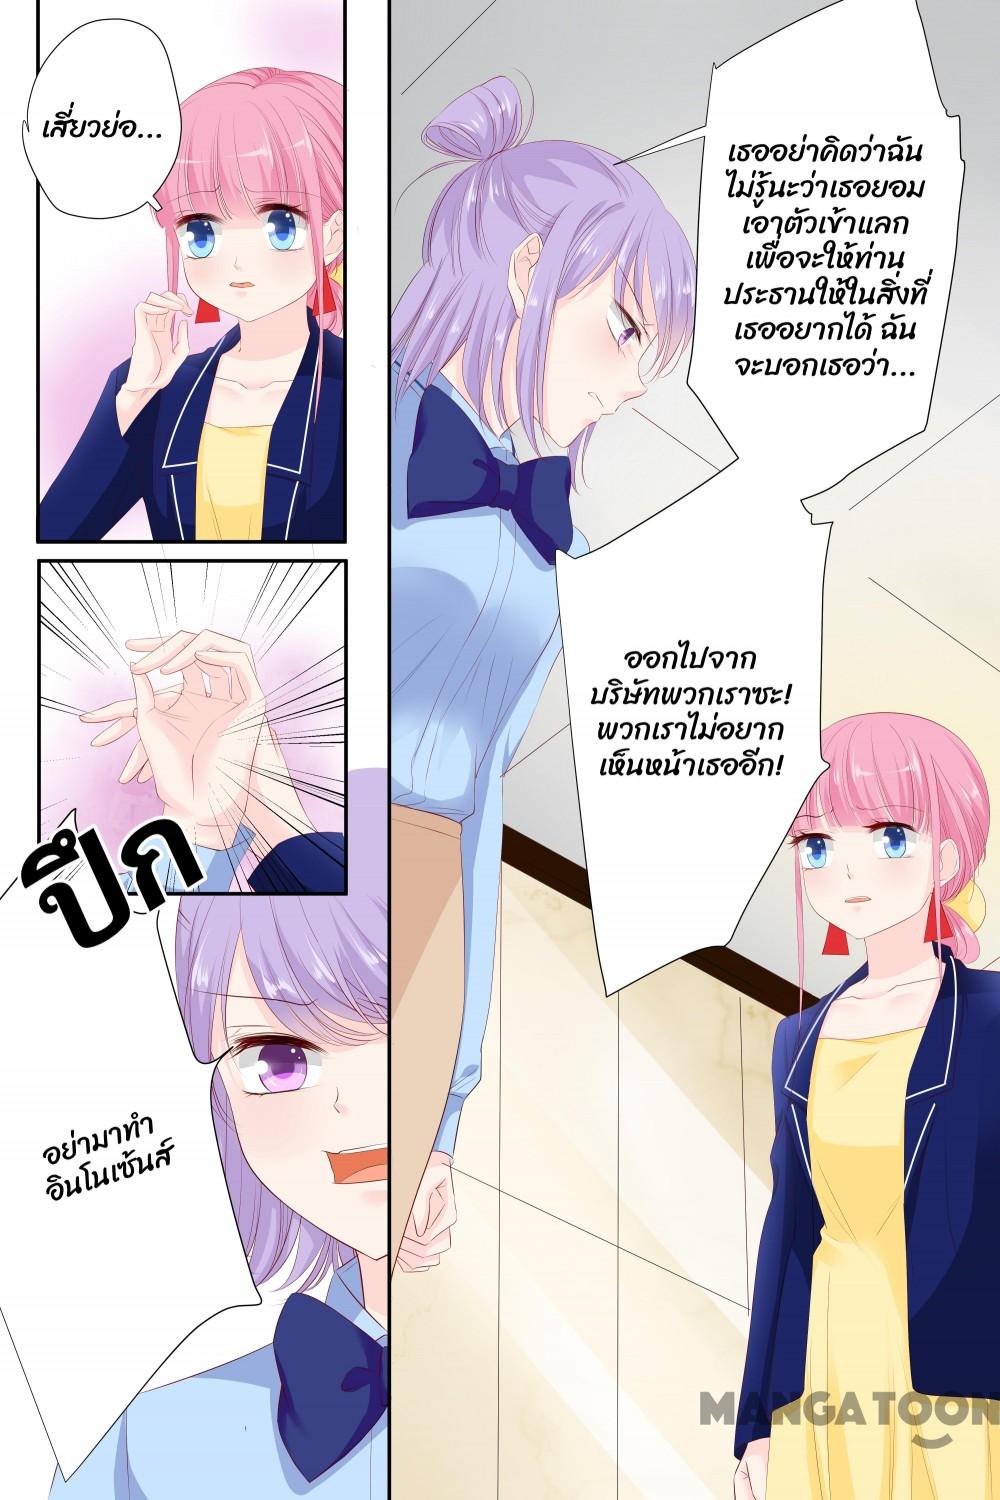 เสี่ยวย่อ...
ปึก
อย่ามาทำ
อินโนเซ้นส์
เธออย่าคิดว่าฉัน
ไม่รู้นะว่าเธอยอม
เอาตัวเข้าแลก
เพื่อจะให้ท่าน
ประธานให้ในสิ่งที่
เธออยากได้ ฉัน
จะบอกเธอว่า...
ออกไปจาก
บริษัทพวกเราซะ!
พวกเราไม่อยาก
เห็นหน้าเธออีก!
MANGATOON